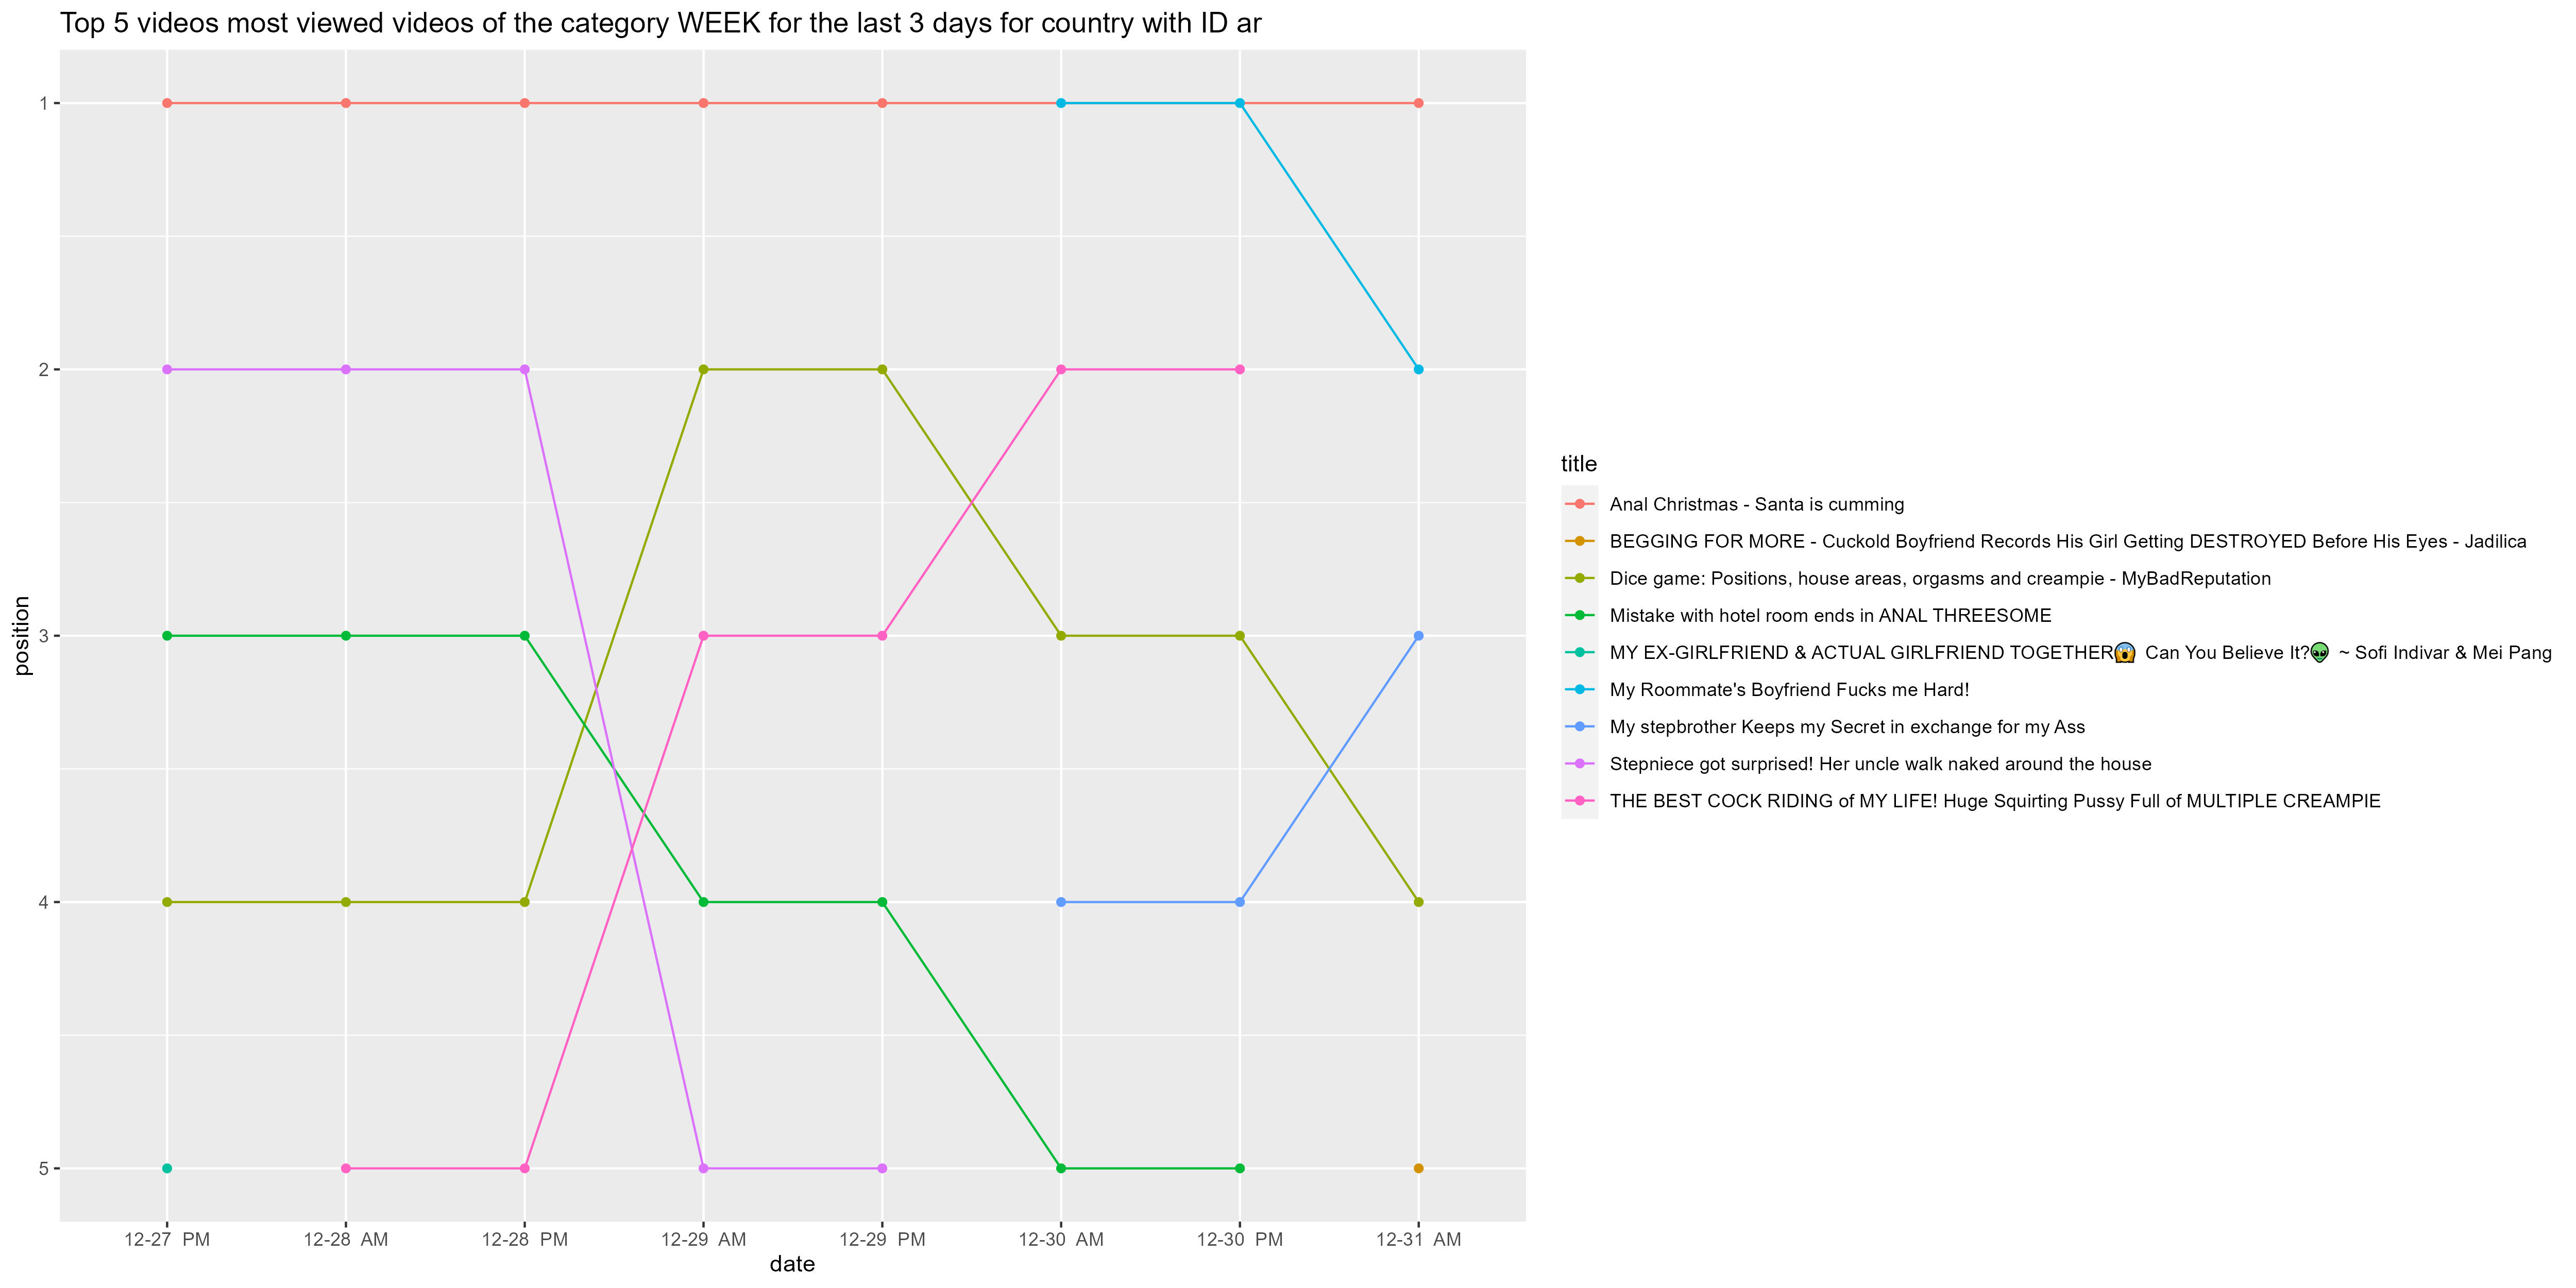 Top 5 videos most viewed videos of the category WEEK for the last 3 days for country with ID ar
position
1
2
3
4
5
12-27 PM
12-28 AM
12-28 PM
12-29 AM
12-29 PM
12-30 AM
12-30 PM
12-31 AM
date
title
Anal Christmas - Santa is cumming
BEGGING FOR MORE - Cuckold Boyfriend Records His Girl Getting DESTROYED Before His Eyes - Jadilica
Dice game: Positions, house areas, orgasms and creampie - MyBadReputation
Mistake with hotel room ends in ANAL THREESOME
MY EX-GIRLFRIEND & ACTUAL GIRLFRIEND TOGETHER😱 Can You Believe It?👽 ~ Sofi Indivar & Mei Pang
My Roommate's Boyfriend Fucks me Hard!
My stepbrother Keeps my Secret in exchange for my Ass
Stepniece got surprised! Her uncle walk naked around the house
THE BEST COCK RIDING of MY LIFE! Huge Squirting Pussy Full of MULTIPLE CREAMPIE